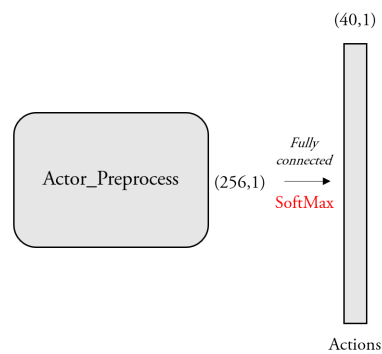 (40,1)
Fully
connected
Actor_Preprocess
(256,1)
SoftMax
Actions